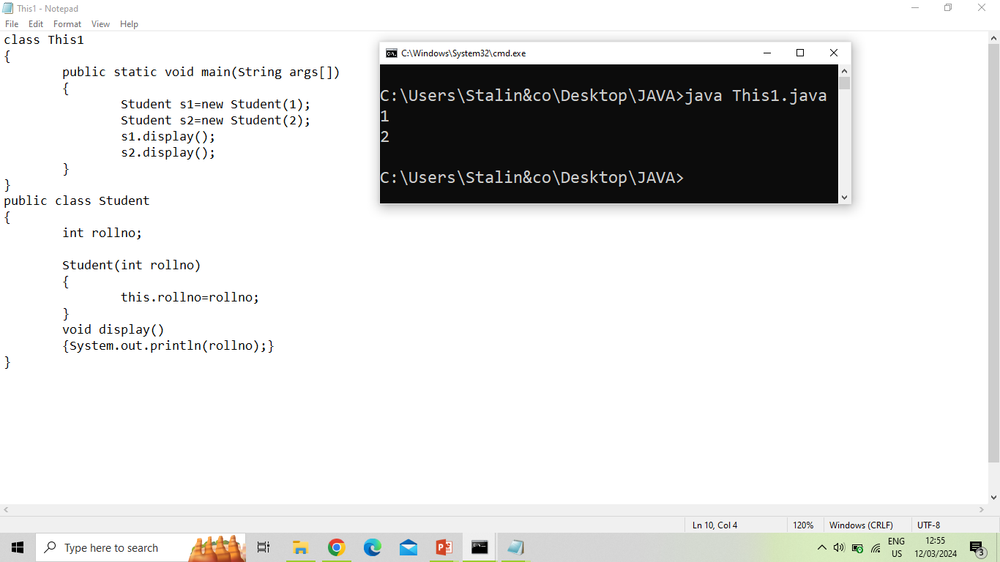 This1 - Notepad
File Edit Format View Help
class This1
{
        public static void main(String args[])
        {
                Student s1=new Student(1);
                Student s2=new Student(2);
                s1.display();
                s2.display();
        }
}
public class Student
{
        int rollno;

        Student(int rollno)
        {
                this.rollno=rollno;
        }
        void display()
        {System.out.println(rollno);}
}
C:\Windows\System32\cmd.exe
C:\Users\Stalin&co\Desktop\JAVA>java This1.java
1
2

C:\Users\Stalin&co\Desktop\JAVA>
Ln 10, Col 4 120% Windows (CRLF) UTF-8
Type here to search
ENG
US
12:55
12/03/2024
3